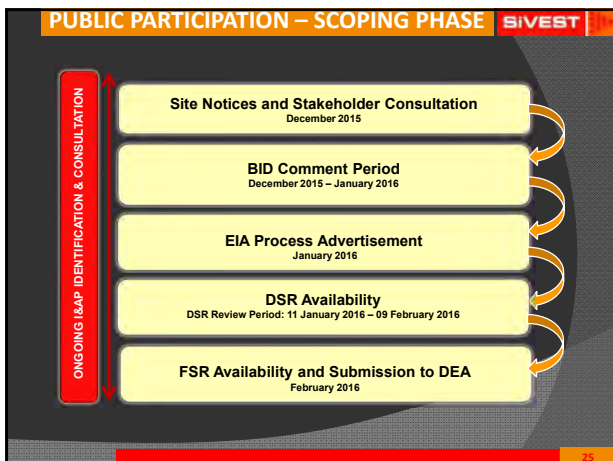 PUBLIC PARTICIPATION – SCOPING PHASE
SiVEST
ONGOING I&AP IDENTIFICATION & CONSULTATION
Site Notices and Stakeholder Consultation
December 2015
BID Comment Period
December 2015 – January 2016
EIA Process Advertisement
January 2016
DSR Availability
DSR Review Period: 11 January 2016 – 09 February 2016
FSR Availability and Submission to DEA
February 2016
25